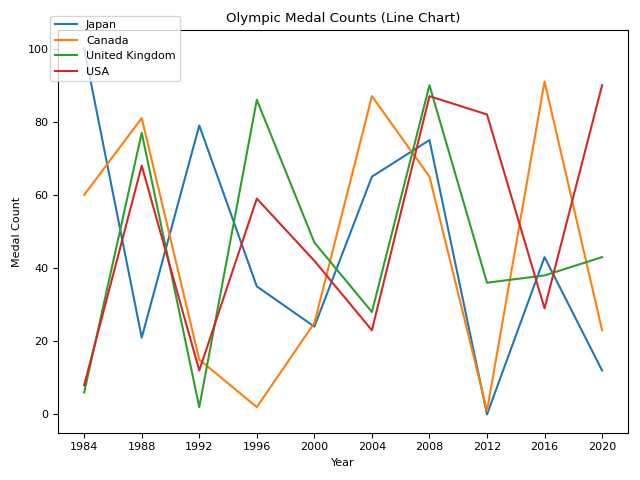 Olympic Medal Counts (Line Chart)
Japan
Canada
United Kingdom
USA
100
80
60
40
20
0
Medal Count
1984 1988 1992 1996 2000 2004 2008 2012 2016 2020
Year